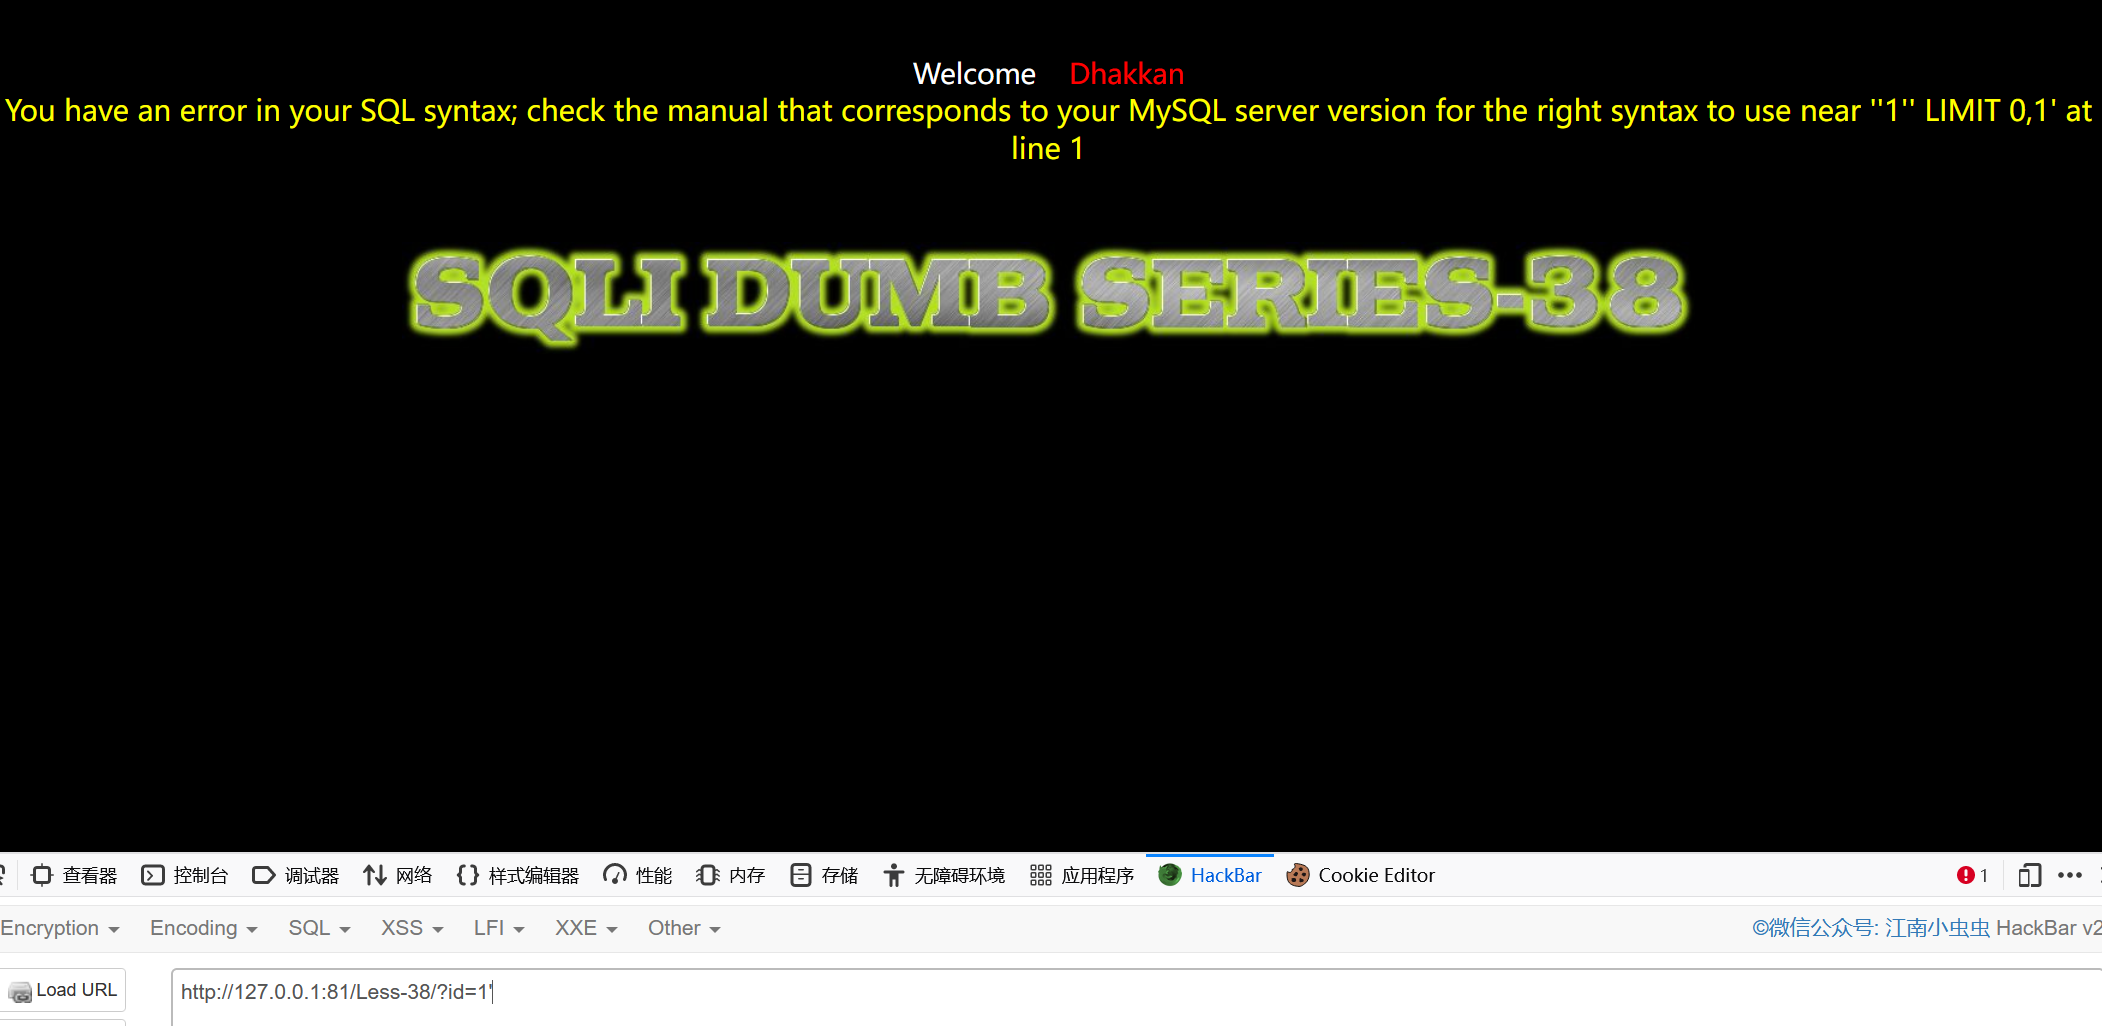 Welcome Dhakkan
You have an error in your SQL syntax; check the manual that corresponds to your MySQL server version for the right syntax to use near ''1'' LIMIT 0,1' at
line 1
SQLI DUMB SERIES-38
查看器 控制台 调试器 网络 样式编辑器 性能 内存 存储 无障碍环境 应用程序 HackBar Cookie Editor 1
Encryption Encoding SQL XSS LFI XXE Other ©微信公众号: 江南小虫虫 HackBar v2
Load URL http://127.0.0.1:81/Less-38/?id=1'